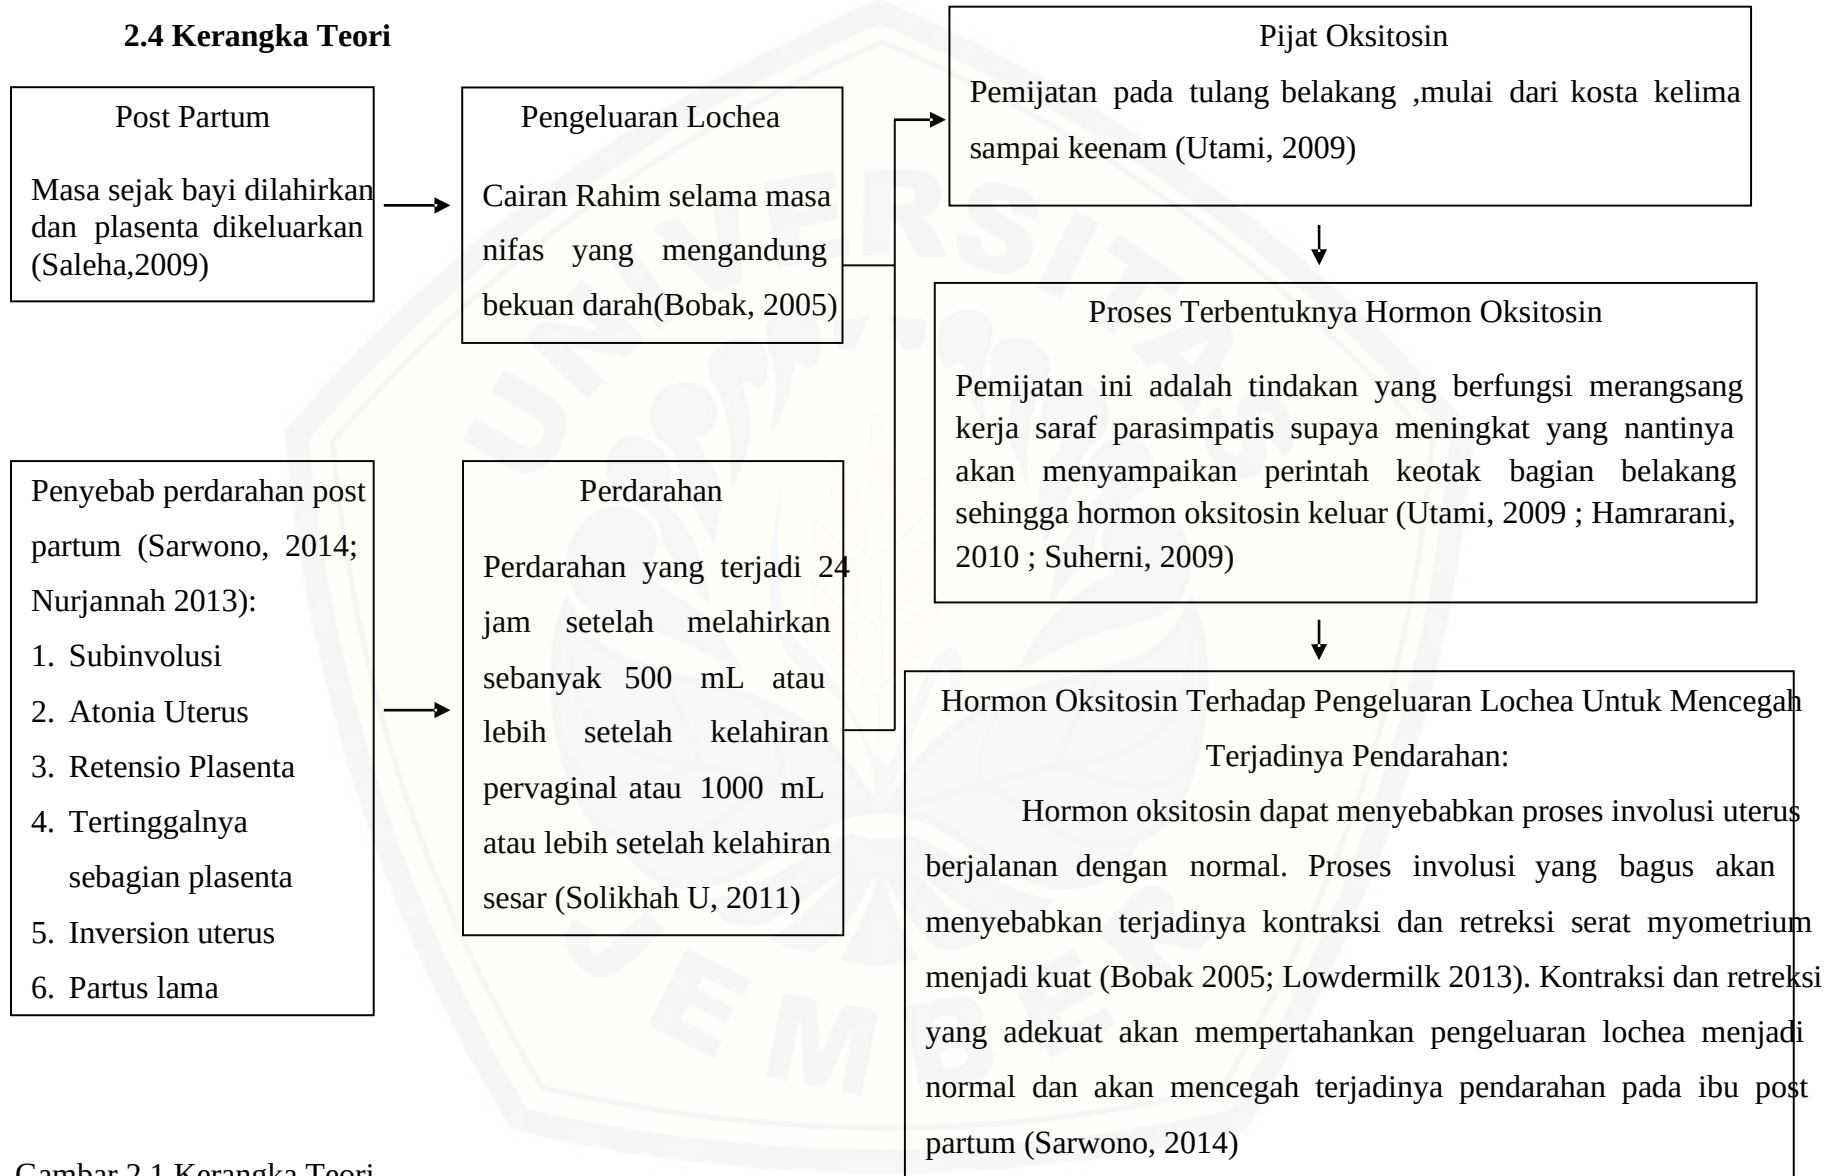 2.4 Kerangka Teori
Post Partum
Masa sejak bayi dilahirkan
dan plasenta dikeluarkan
(Saleha,2009)
Pengeluaran Lochea
Cairan Rahim selama masa
nifas yang mengandung
bekuan darah(Bobak, 2005)
Penyebab perdarahan post
partum (Sarwono, 2014;
Nurjannah 2013):
1. Subinvolusi
2. Atonia Uterus
3. Retensio Plasenta
4. Tertinggalnya
sebagian plasenta
5. Inversion uterus
6. Partus lama
Perdarahan
Perdarahan yang terjadi 24
jam setelah melahirkan
sebanyak 500 mL atau
lebih setelah kelahiran
pervaginal atau 1000 mL
atau lebih setelah kelahiran
sesar (Solikhah U, 2011)
Pijat Oksitosin
Pemijatan pada tulang belakang ,mulai dari kosta kelima
sampai keenam (Utami, 2009)
Proses Terbentuknya Hormon Oksitosin
Pemijatan ini adalah tindakan yang berfungsi merangsang
kerja saraf parasimpatis supaya meningkat yang nantinya
akan menyampaikan perintah keotak bagian belakang
sehingga hormon oksitosin keluar (Utami, 2009 ; Hamrarani,
2010 ; Suherni, 2009)
Hormon Oksitosin Terhadap Pengeluaran Lochea Untuk Mencegah
Terjadinya Pendarahan:
Hormon oksitosin dapat menyebabkan proses involusi uterus
berjalanan dengan normal. Proses involusi yang bagus akan
menyebabkan terjadinya kontraksi dan retreksi serat myometrium
menjadi kuat (Bobak 2005; Lowdermilk 2013). Kontraksi dan retreksi
yang adekuat akan mempertahankan pengeluaran lochea menjadi
normal dan akan mencegah terjadinya pendarahan pada ibu post
partum (Sarwono, 2014)
Gambar 2.1 Kerangka Teori
UNIVERSITAS
JEMBER